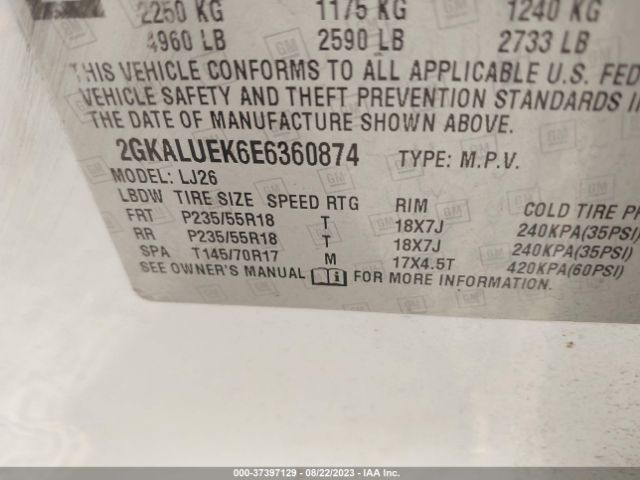 2250 KG 1175 KG 1240 KG
4960 LB 2590 LB 2733 LB
THIS VEHICLE CONFORMS TO ALL APPLICABLE U.S. FED
VEHICLE SAFETY AND THEFT PREVENTION STANDARDS I
THE DATE OF MANUFACTURE SHOWN ABOVE.
2GKALUEK6E6360874 TYPE: M.P.V.
MODEL: LJ26
LBDW TIRE SIZE SPEED RTG RIM COLD TIRE P
FRT P235/55R18 T 18X7J 240KPA(35PSI)
RR P235/55R18 T 18X7J 240KPA(35PSI)
SPA T145/70R17 M 17X4.5T 420KPA(60PSI)
SEE OWNER'S MANUAL FOR MORE INFORMATION.
000-37397129 - 08/22/2023 - IAA Inc.